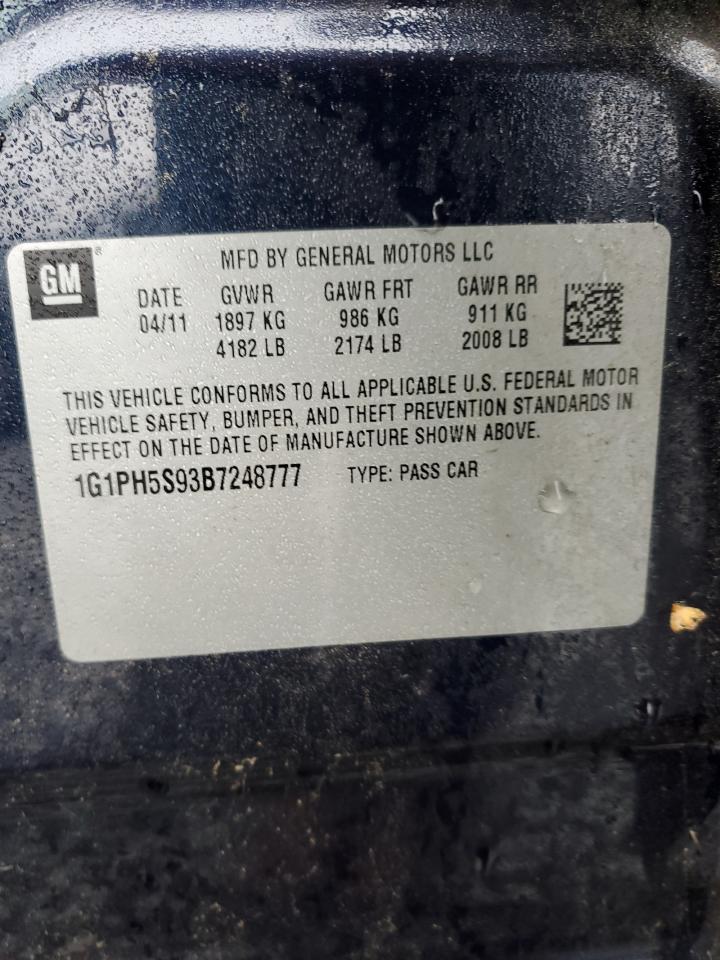 GM®
MFD BY GENERAL MOTORS LLC
DATE GVWR GAWR FRT GAWR RR
04/11 1897 KG 986 KG 911 KG
4182 LB 2174 LB 2008 LB
THIS VEHICLE CONFORMS TO ALL APPLICABLE U.S. FEDERAL MOTOR
VEHICLE SAFETY, BUMPER, AND THEFT PREVENTION STANDARDS IN
EFFECT ON THE DATE OF MANUFACTURE SHOWN ABOVE.
1G1PH5S93B7248777 TYPE: PASS CAR